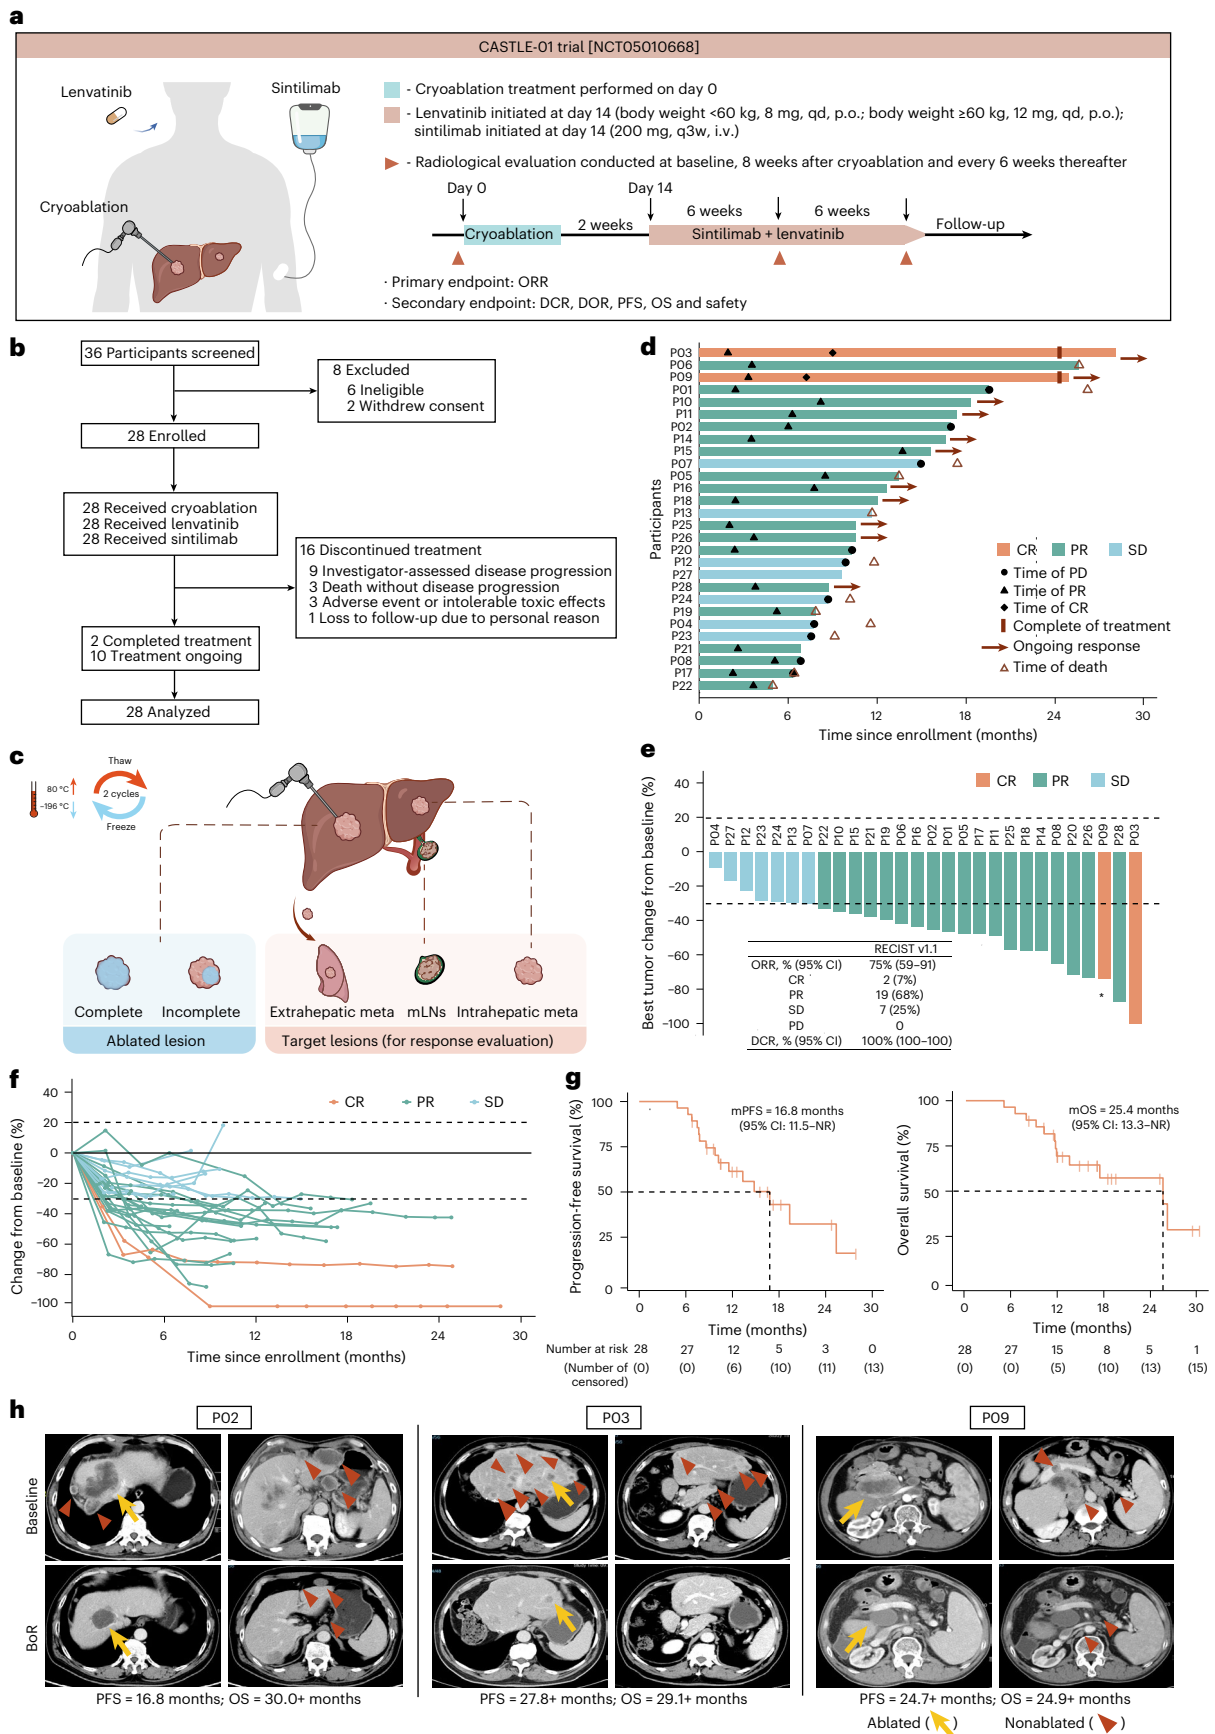 a
CASTLE-01 trial [NCT05010668]
Lenvatinib
Sintilimab
Cryoablation
- Cryoablation treatment performed on day 0
- Lenvatinib initiated at day 14 (body weight <60 kg, 8 mg, qd, p.o.; body weight ≥60 kg, 12 mg, qd, p.o.);
sintilimab initiated at day 14 (200 mg, q3w, i.v.)
- Radiological evaluation conducted at baseline, 8 weeks after cryoablation and every 6 weeks thereafter
Day 0
Day 14
2 weeks
6 weeks
6 weeks
Follow-up
Cryoablation
Sintilimab + lenvatinib
· Primary endpoint: ORR
· Secondary endpoint: DCR, DOR, PFS, OS and safety
b
36 Participants screened
8 Excluded
6 Ineligible
2 Withdrew consent
28 Enrolled
28 Received cryoablation
28 Received lenvatinib
28 Received sintilimab
16 Discontinued treatment
9 Investigator-assessed disease progression
3 Death without disease progression
3 Adverse event or intolerable toxic effects
1 Loss to follow-up due to personal reason
2 Completed treatment
10 Treatment ongoing
28 Analyzed
d
Participants
P03
P06
P09
P01
P10
P11
P02
P14
P15
P07
P05
P16
P18
P13
P25
P26
P20
P12
P27
P28
P24
P19
P04
P23
P21
P08
P17
P22
CR PR SD
Time of PD
Time of PR
Time of CR
Complete of treatment
Ongoing response
Time of death
0 6 12 18 24 30
Time since enrollment (months)
c
Thaw
80 °C
−196 °C
2 cycles
Freeze
Complete
Incomplete
Ablated lesion
Extrahepatic meta
mLNs
Intrahepatic meta
Target lesions (for response evaluation)
e
Best tumor change from baseline (%)
40
20
0
−20
−40
−60
−80
−100
CR PR SD
P04 P27 P12 P23 P24 P13 P07 P22 P10 P15 P21 P19 P06 P16 P02 P01 P05 P17 P11 P25 P18 P14 P08 P20 P26 P09 P28 P03
*
RECIST v1.1
ORR, % (95% CI) 75% (59–91)
CR 2 (7%)
PR 19 (68%)
SD 7 (25%)
PD 0
DCR, % (95% CI) 100% (100–100)
f
Change from baseline (%)
40
20
0
−20
−40
−60
−80
−100
CR PR SD
0 6 12 18 24 30
Time since enrollment (months)
g
Progression-free survival (%)
100
75
50
25
0
mPFS = 16.8 months
(95% CI: 11.5–NR)
0 6 12 18 24 30
Time (months)
Number at risk 28 27 12 5 3 0
(Number of censored) (0) (0) (6) (10) (11) (13)
Overall survival (%)
100
75
50
25
0
mOS = 25.4 months
(95% CI: 13.3–NR)
0 6 12 18 24 30
Time (months)
28 27 15 8 5 1
(0) (0) (5) (10) (13) (15)
h
P02
P03
P09
Baseline
BoR
PFS = 16.8 months; OS = 30.0+ months
PFS = 27.8+ months; OS = 29.1+ months
PFS = 24.7+ months; OS = 24.9+ months
Ablated ( )
Nonablated ( )